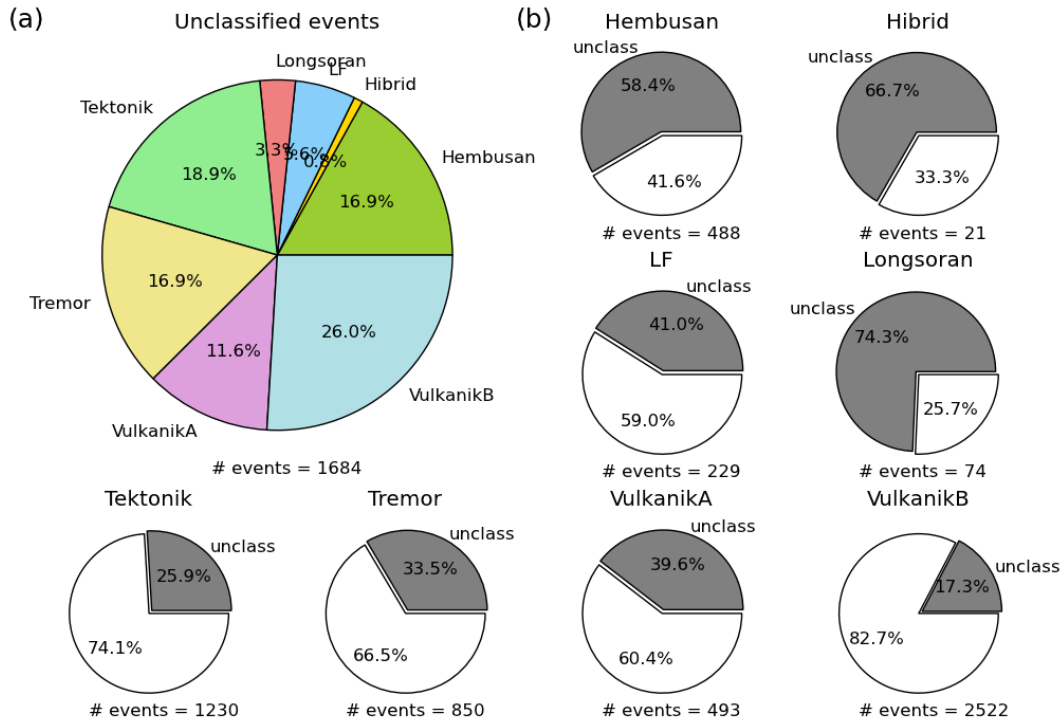 (a)
Unclassified events
Longsoran
LF
Hibrid
Tektonik
Hembusan
3.3%
5.6%
0.8%
18.9%
16.9%
Tremor
16.9%
26.0%
11.6%
VulkanikB
VulkanikA
# events = 1684
(b)
Hembusan
unclass
58.4%
41.6%
# events = 488
Hibrid
unclass
66.7%
33.3%
# events = 21
LF
unclass
41.0%
59.0%
# events = 229
Longsoran
unclass
74.3%
25.7%
# events = 74
Tektonik
unclass
25.9%
74.1%
# events = 1230
Tremor
unclass
33.5%
66.5%
# events = 850
VulkanikA
unclass
39.6%
60.4%
# events = 493
VulkanikB
unclass
17.3%
82.7%
# events = 2522